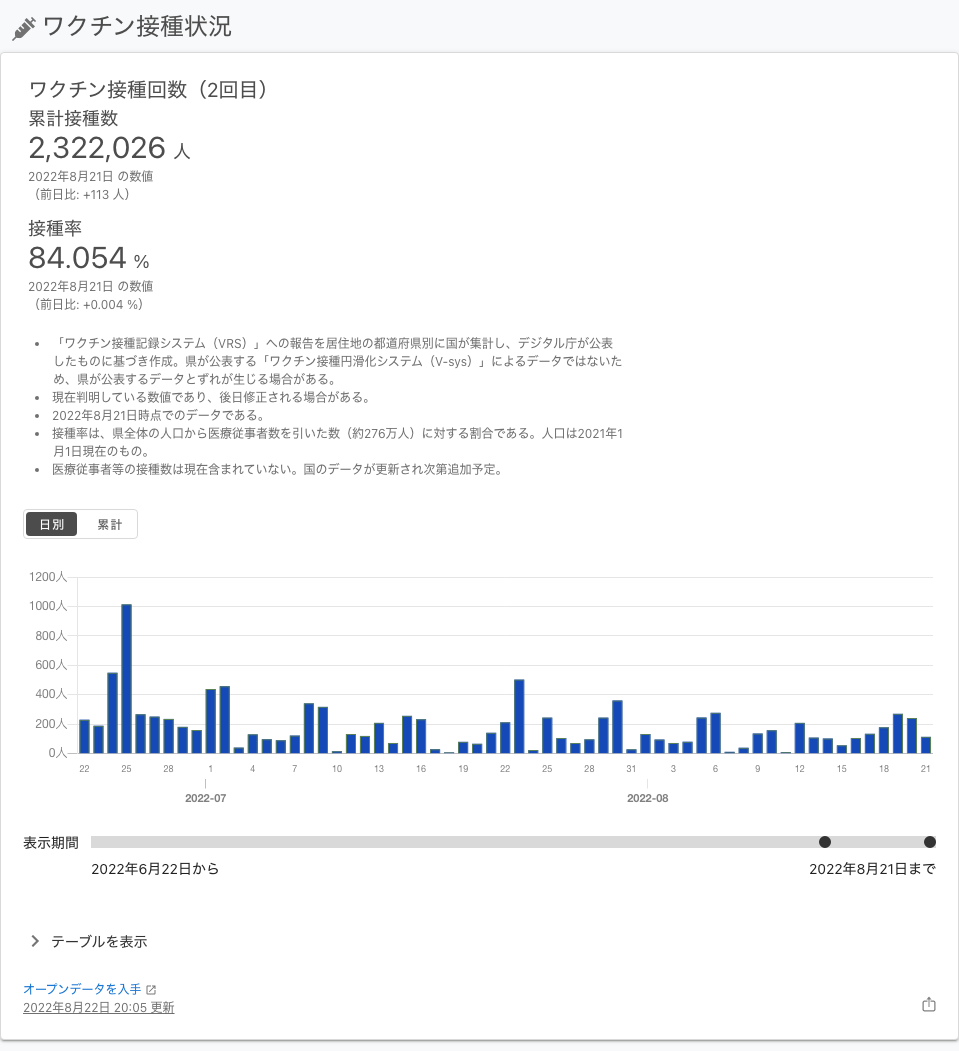 ワクチン接種状況
ワクチン接種回数（2回目）
累計接種数
2,322,026 人
2022年8月21日 の数値
（前日比: +113 人）
接種率
84.054 %
2022年8月21日 の数値
（前日比: +0.004 %）
• 「ワクチン接種記録システム（VRS）」への報告を居住地の都道府県別に国が集計し、デジタル庁が公表
したものに基づき作成。県が公表する「ワクチン接種円滑化システム（V-sys）」によるデータではないた
め、県が公表するデータとずれが生じる場合がある。
• 現在判明している数値であり、後日修正される場合がある。
• 2022年8月21日時点でのデータである。
• 接種率は、県全体の人口から医療従事者数を引いた数（約276万人）に対する割合である。人口は2021年1
月1日現在のもの。
• 医療従事者等の接種数は現在含まれていない。国のデータが更新され次第追加予定。
日別 累計
1200人
1000人
800人
600人
400人
200人
0人
22 25 28 1 4 7 10 13 16 19 22 25 28 31 3 6 9 12 15 18 21
2022-07 2022-08
表示期間
2022年6月22日から 2022年8月21日まで
テーブルを表示
オープンデータを入手
2022年8月22日 20:05 更新